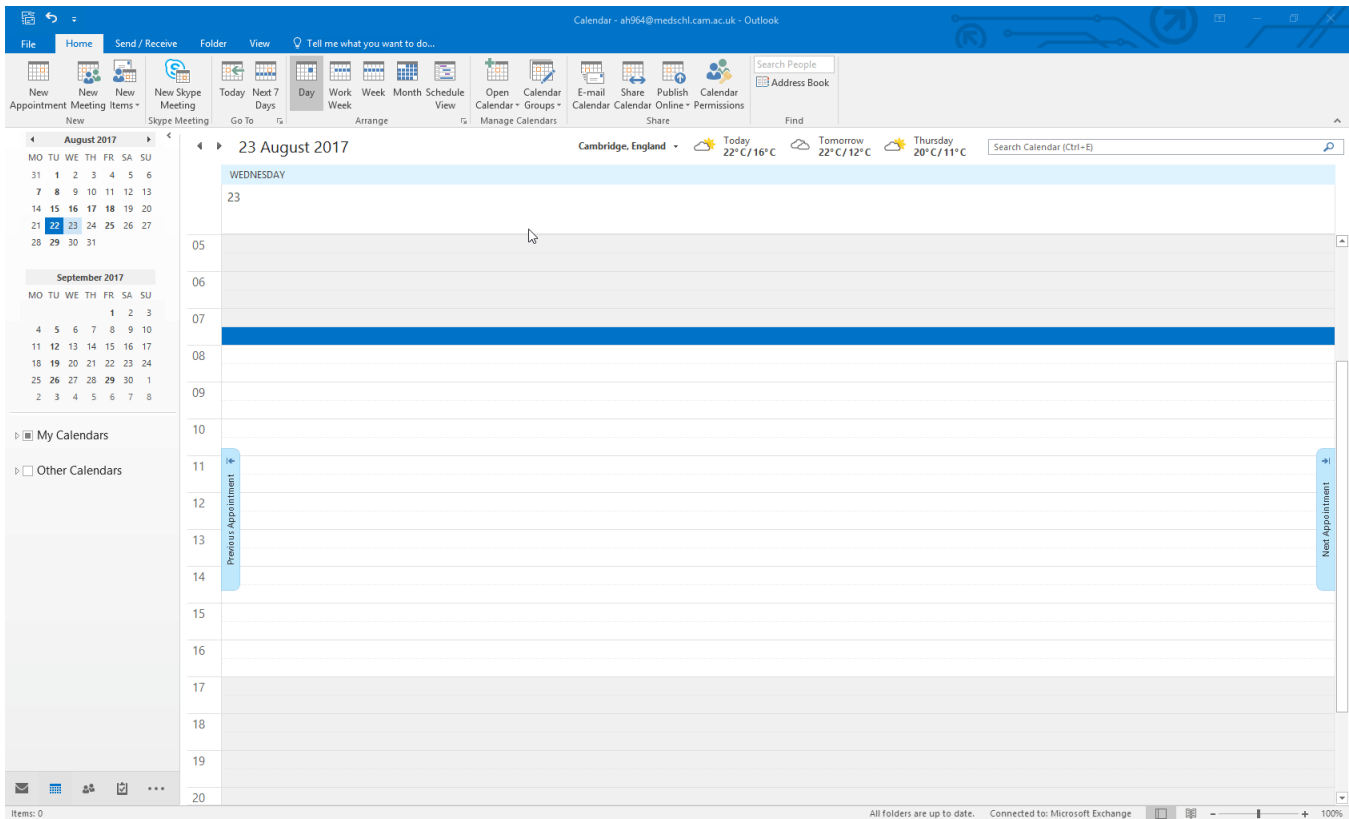 Calendar - ah964@medschl.cam.ac.uk - Outlook
File Home Send / Receive Folder View Tell me what you want to do...
New Appointment
New Meeting
New Items
New Skype Meeting
Today
Next 7 Days
Day
Work Week
Week
Month
Schedule View
Open Calendar
Calendar Groups
E-mail Calendar
Share Calendar
Publish Online
Calendar Permissions
Search People
Address Book
New Skype Meeting Go To Arrange Manage Calendars Share Find
August 2017
MO TU WE TH FR SA SU
31 1 2 3 4 5 6
7 8 9 10 11 12 13
14 15 16 17 18 19 20
21 22 23 24 25 26 27
28 29 30 31
September 2017
MO TU WE TH FR SA SU
1 2 3
4 5 6 7 8 9 10
11 12 13 14 15 16 17
18 19 20 21 22 23 24
25 26 27 28 29 30 1
2 3 4 5 6 7 8
My Calendars
Other Calendars
23 August 2017
Cambridge, England
Today
22° C / 16° C
Tomorrow
22° C / 12° C
Thursday
20° C / 11° C
Search Calendar (Ctrl+E)
WEDNESDAY
23
05
06
07
08
09
10
11
12
13
14
15
16
17
18
19
20
Previous Appointment
Next Appointment
Items: 0
All folders are up to date. Connected to: Microsoft Exchange 100%